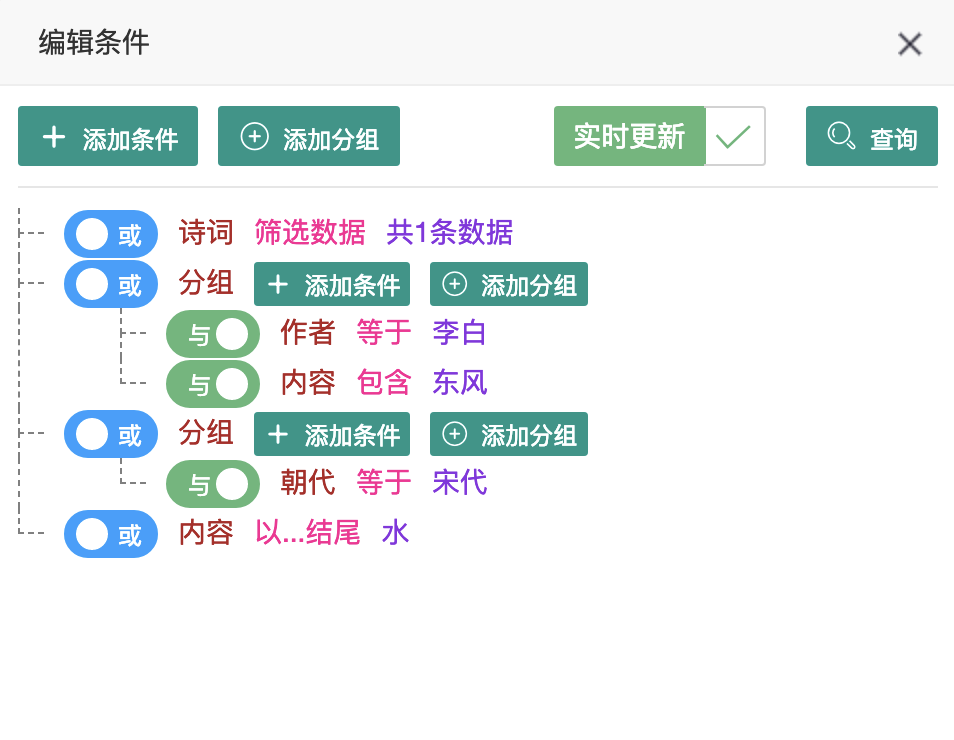 编辑条件
添加条件 添加分组 实时更新 查询
或 诗词 筛选数据 共1条数据
或 分组 添加条件 添加分组
与 作者 等于 李白
与 内容 包含 东风
或 分组 添加条件 添加分组
与 朝代 等于 宋代
或 内容 以...结尾 水